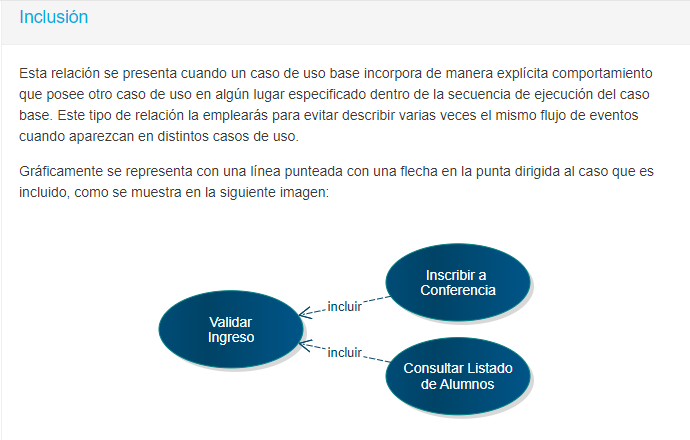 Inclusión
Esta relación se presenta cuando un caso de uso base incorpora de manera explícita comportamiento
que posee otro caso de uso en algún lugar especificado dentro de la secuencia de ejecución del caso
base. Este tipo de relación la emplearás para evitar describir varias veces el mismo flujo de eventos
cuando aparezcan en distintos casos de uso.
Gráficamente se representa con una línea punteada con una flecha en la punta dirigida al caso que es
incluido, como se muestra en la siguiente imagen:
Inscribir a
Conferencia
incluir
Validar
Ingreso
incluir
Consultar Listado
de Alumnos